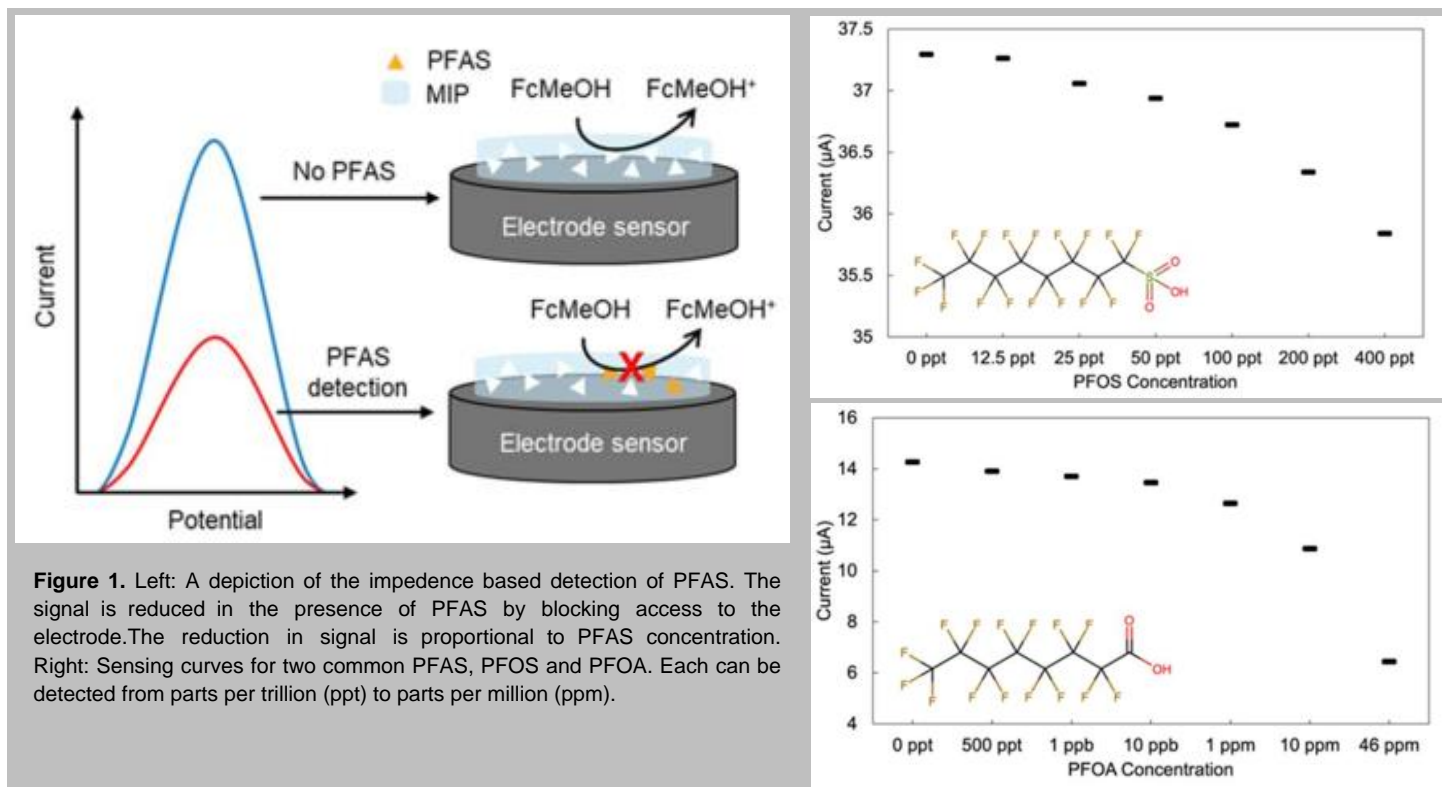 PFAS
MIP
FcMeOH FcMeOH⁺
No PFAS
Electrode sensor
Current
FcMeOH FcMeOH⁺
X
PFAS
detection
Electrode sensor
Potential
Figure 1. Left: A depiction of the impedence based detection of PFAS. The
signal is reduced in the presence of PFAS by blocking access to the
electrode.The reduction in signal is proportional to PFAS concentration.
Right: Sensing curves for two common PFAS, PFOS and PFOA. Each can be
detected from parts per trillion (ppt) to parts per million (ppm).
37.5
37
36.5
36
35.5
35
Current (µA)
F F F F F F F F
F O
F S OH
F F F F F F F O
0 ppt 12.5 ppt 25 ppt 50 ppt 100 ppt 200 ppt 400 ppt
PFOS Concentration
16
14
12
10
8
6
4
Current (µA)
F F F F F F O
F
F OH
F F F F F F F
0 ppt 500 ppt 1 ppb 10 ppb 1 ppm 10 ppm 46 ppm
PFOA Concentration